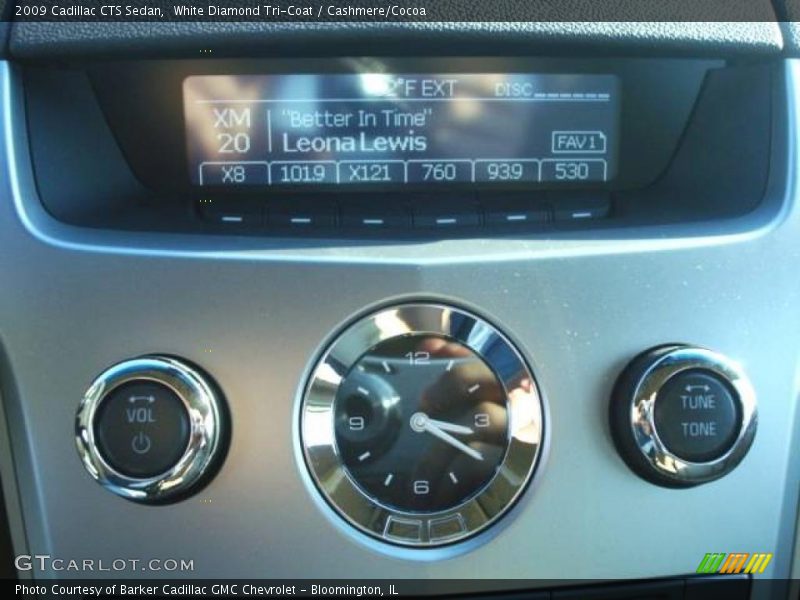 2009 Cadillac CTS Sedan,  White Diamond Tri-Coat / Cashmere/Cocoa
2°F EXT DISC
XM "Better In Time"
20 Leona Lewis FAV 1
X8 101.9 X121 760 93.9 530
12
9 3
6
VOL
TUNE
TONE
GTCARLOT.COM
Photo Courtesy of Barker Cadillac GMC Chevrolet - Bloomington, IL